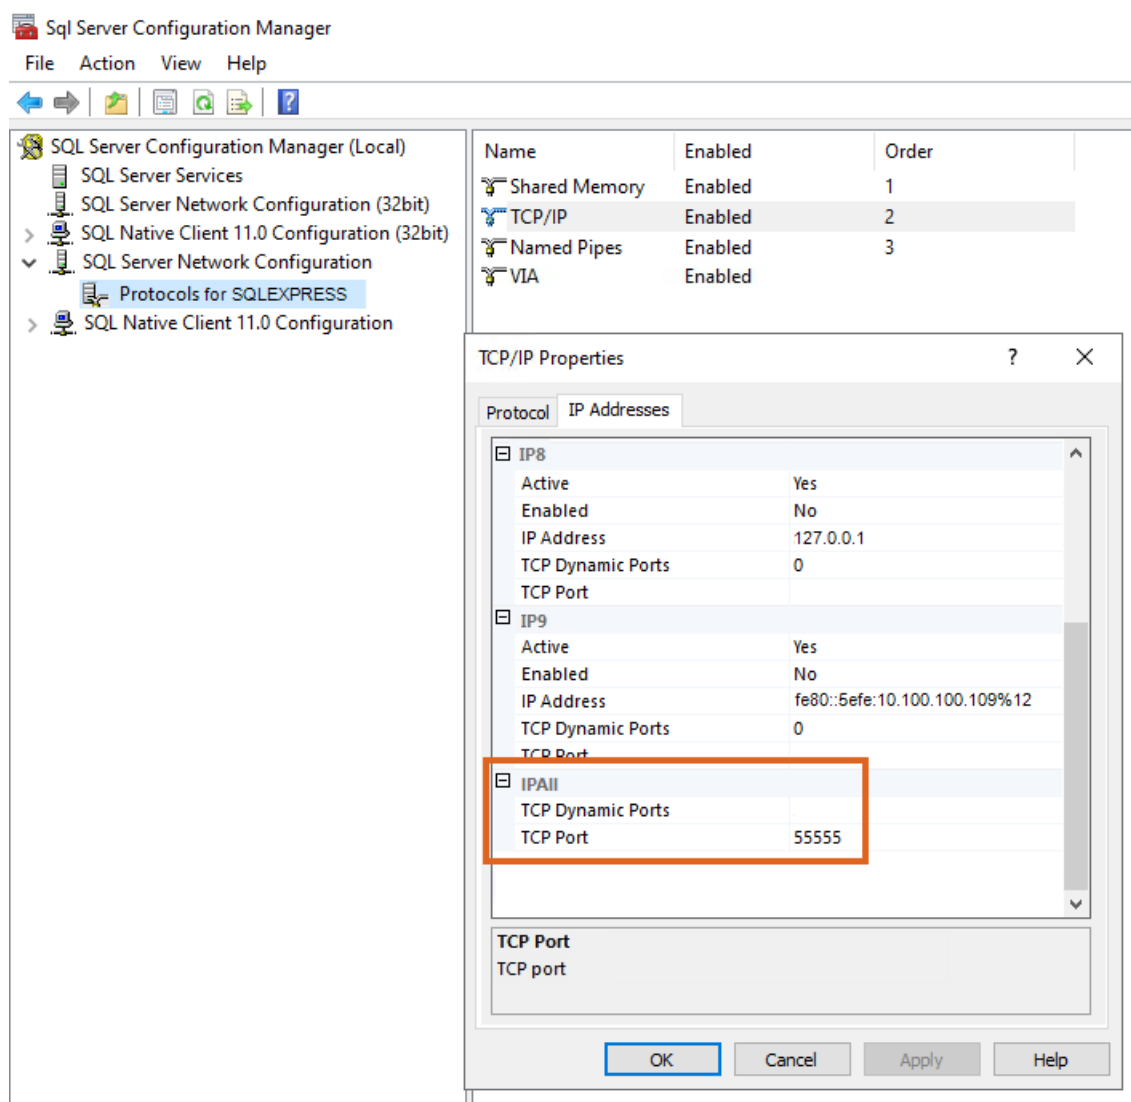 Sql Server Configuration Manager
File Action View Help
SQL Server Configuration Manager (Local)
SQL Server Services
SQL Server Network Configuration (32bit)
SQL Native Client 11.0 Configuration (32bit)
SQL Server Network Configuration
Protocols for SQLEXPRESS
SQL Native Client 11.0 Configuration
Name Enabled Order
Shared Memory Enabled 1
TCP/IP Enabled 2
Named Pipes Enabled 3
VIA Enabled
TCP/IP Properties ?
Protocol IP Addresses
IP8
Active Yes
Enabled No
IP Address 127.0.0.1
TCP Dynamic Ports 0
TCP Port
IP9
Active Yes
Enabled No
IP Address fe80::5efe:10.100.100.109%12
TCP Dynamic Ports 0
TCP Port
IPAll
TCP Dynamic Ports
TCP Port 55555
TCP Port
TCP port
OK Cancel Apply Help